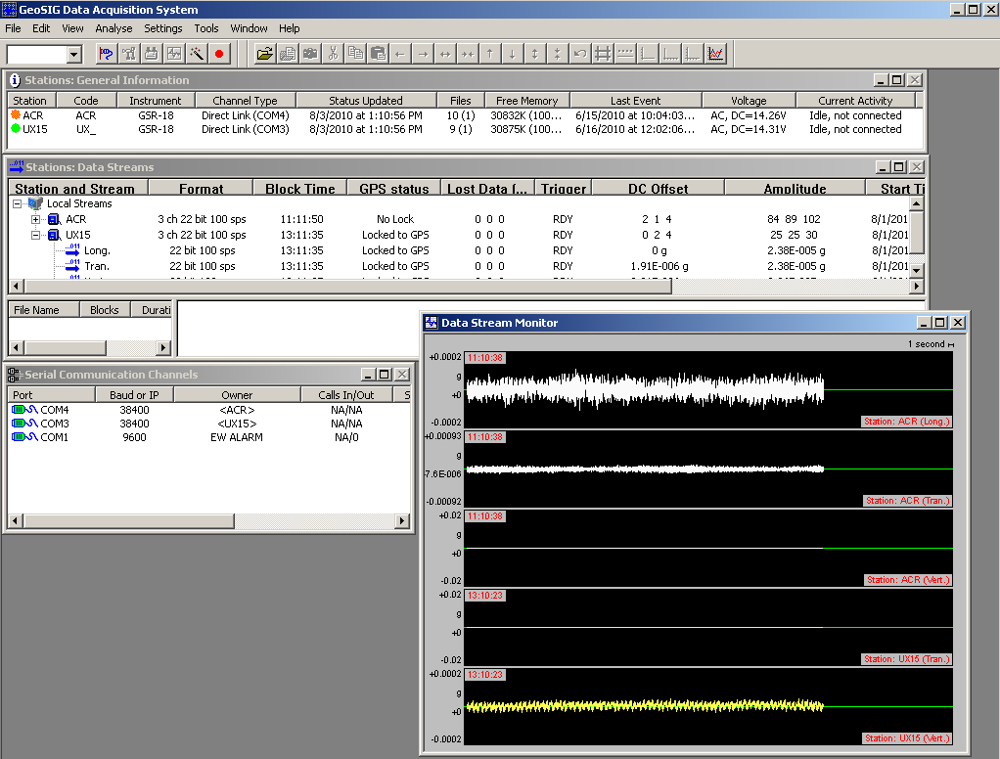 GeoSIG Data Acquisition System
File Edit View Analyse Settings Tools Window Help
Stations: General Information
Station Code Instrument Channel Type Status Updated Files Free Memory Last Event Voltage Current Activity
ACR ACR GSR-18 Direct Link (COM4) 8/3/2010 at 1:10:56 PM 10 (1) 30832K (100... 6/15/2010 at 10:04:03... AC, DC=14.26V Idle, not connected
UX15 UX_ GSR-18 Direct Link (COM3) 8/3/2010 at 1:10:56 PM 9 (1) 30875K (100... 6/16/2010 at 12:02:06... AC, DC=14.31V Idle, not connected
Stations: Data Streams
Station and Stream Format Block Time GPS status Lost Data (... Trigger DC Offset Amplitude Start Ti
Local Streams
ACR 3 ch 22 bit 100 sps 11:11:50 No Lock 0 0 0 RDY 2 1 4 84 89 102 8/1/201
UX15 3 ch 22 bit 100 sps 13:11:35 Locked to GPS 0 0 0 RDY 0 2 4 25 25 30 8/1/201
Long. 22 bit 100 sps 13:11:35 Locked to GPS 0 0 0 RDY 0 g 2.38E-005 g 8/1/201
Tran. 22 bit 100 sps 13:11:35 Locked to GPS 0 0 0 RDY 1.91E-006 g 2.38E-005 g 8/1/201
File Name Blocks Durati
Serial Communication Channels
Port Baud or IP Owner Calls In/Out S
COM4 38400 <ACR> NA/NA
COM3 38400 <UX15> NA/NA
COM1 9600 EW ALARM NA/0
Data Stream Monitor
1 second
+0.0002 11:10:38
g
+0
-0.0002 Station: ACR (Long.)
+0.00093 11:10:38
g
-7.6E-006
-0.00092 Station: ACR (Tran.)
+0.02 11:10:38
g
+0
-0.02 Station: ACR (Vert.)
+0.02 13:10:23
g
+0
-0.02 Station: UX15 (Tran.)
+0.0002 13:10:23
g
+0
-0.0002 Station: UX15 (Vert.)